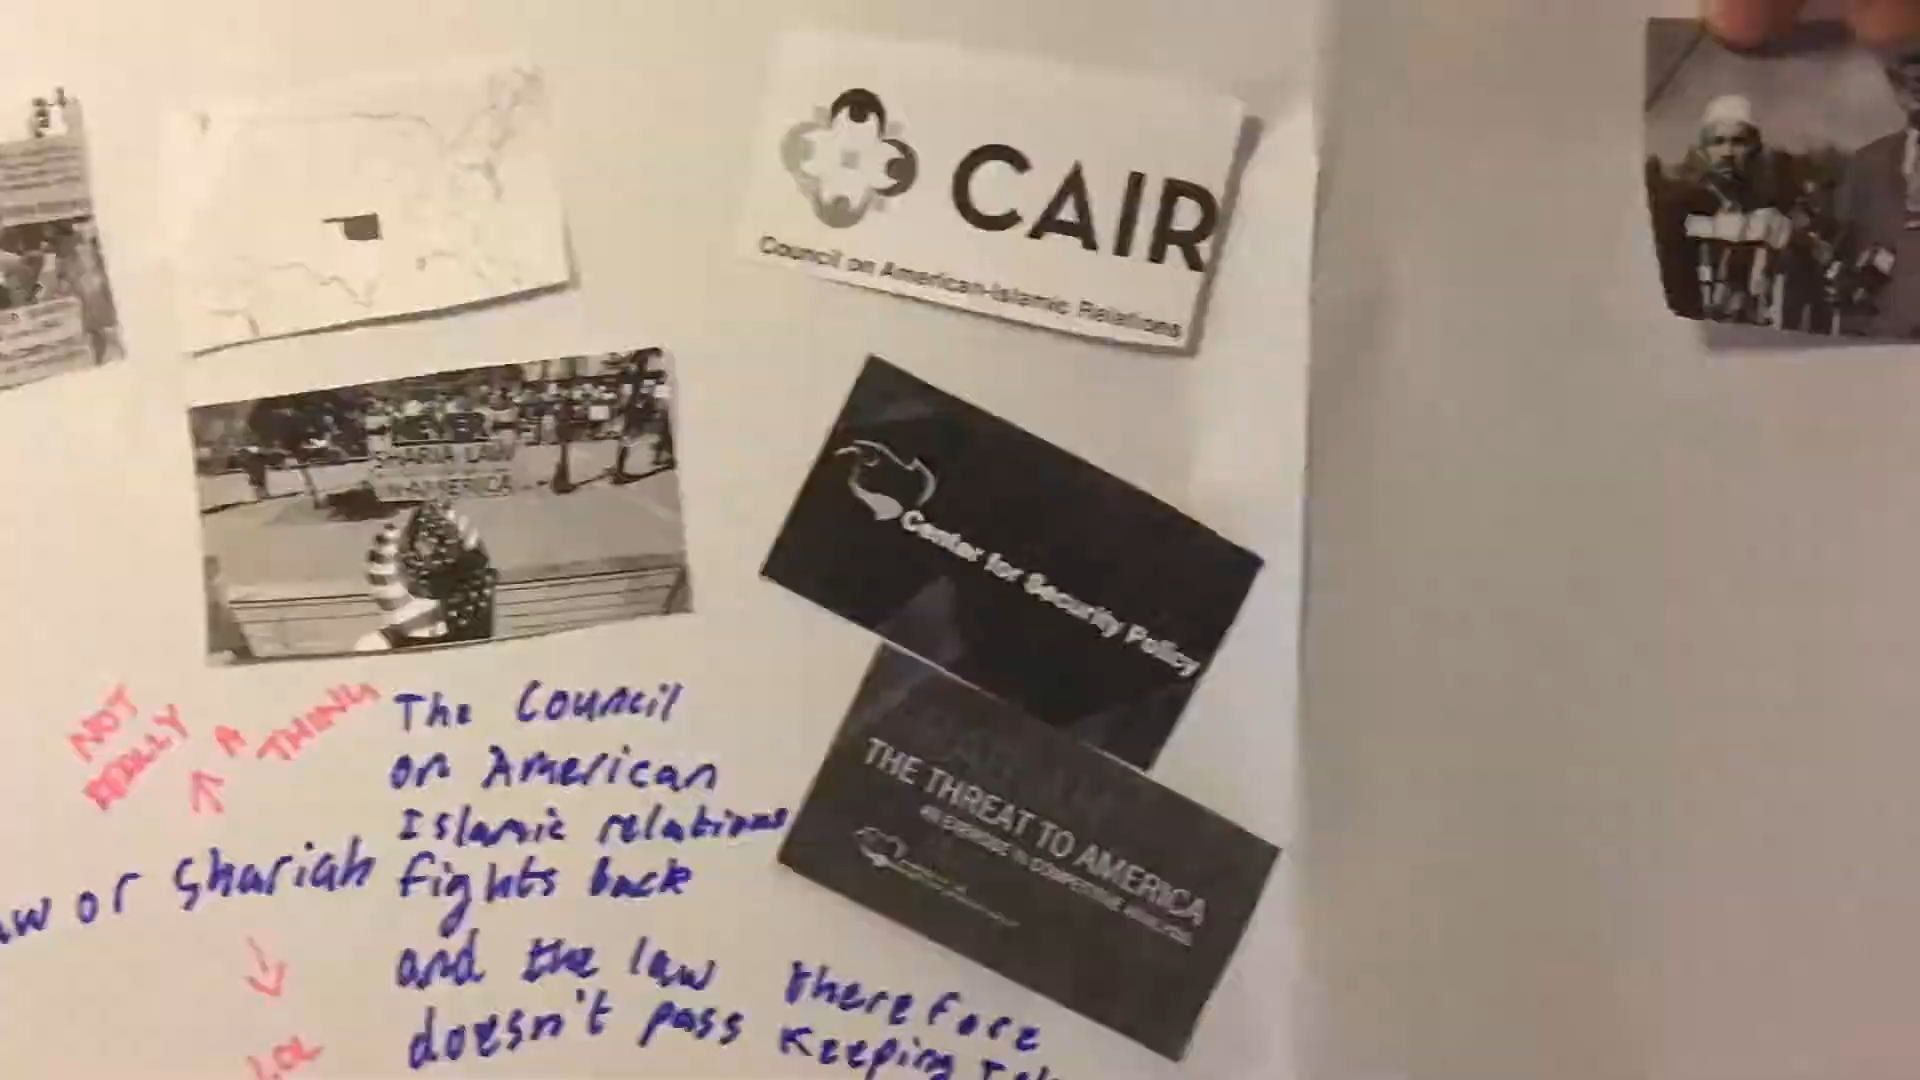 CAIR
Council on American-Islamic Relations
NEVER
SHARIA LAW
IN AMERICA
Center for Security Policy
THE THREAT TO AMERICA
AN EXERCISE IN COMPETITIVE ANALYSIS
NOT
REALLY
A
THING
The Council
on American
Islamic relations
or Shariah
fights back
and the law
doesn't pass
therefore
Keeping
LOL